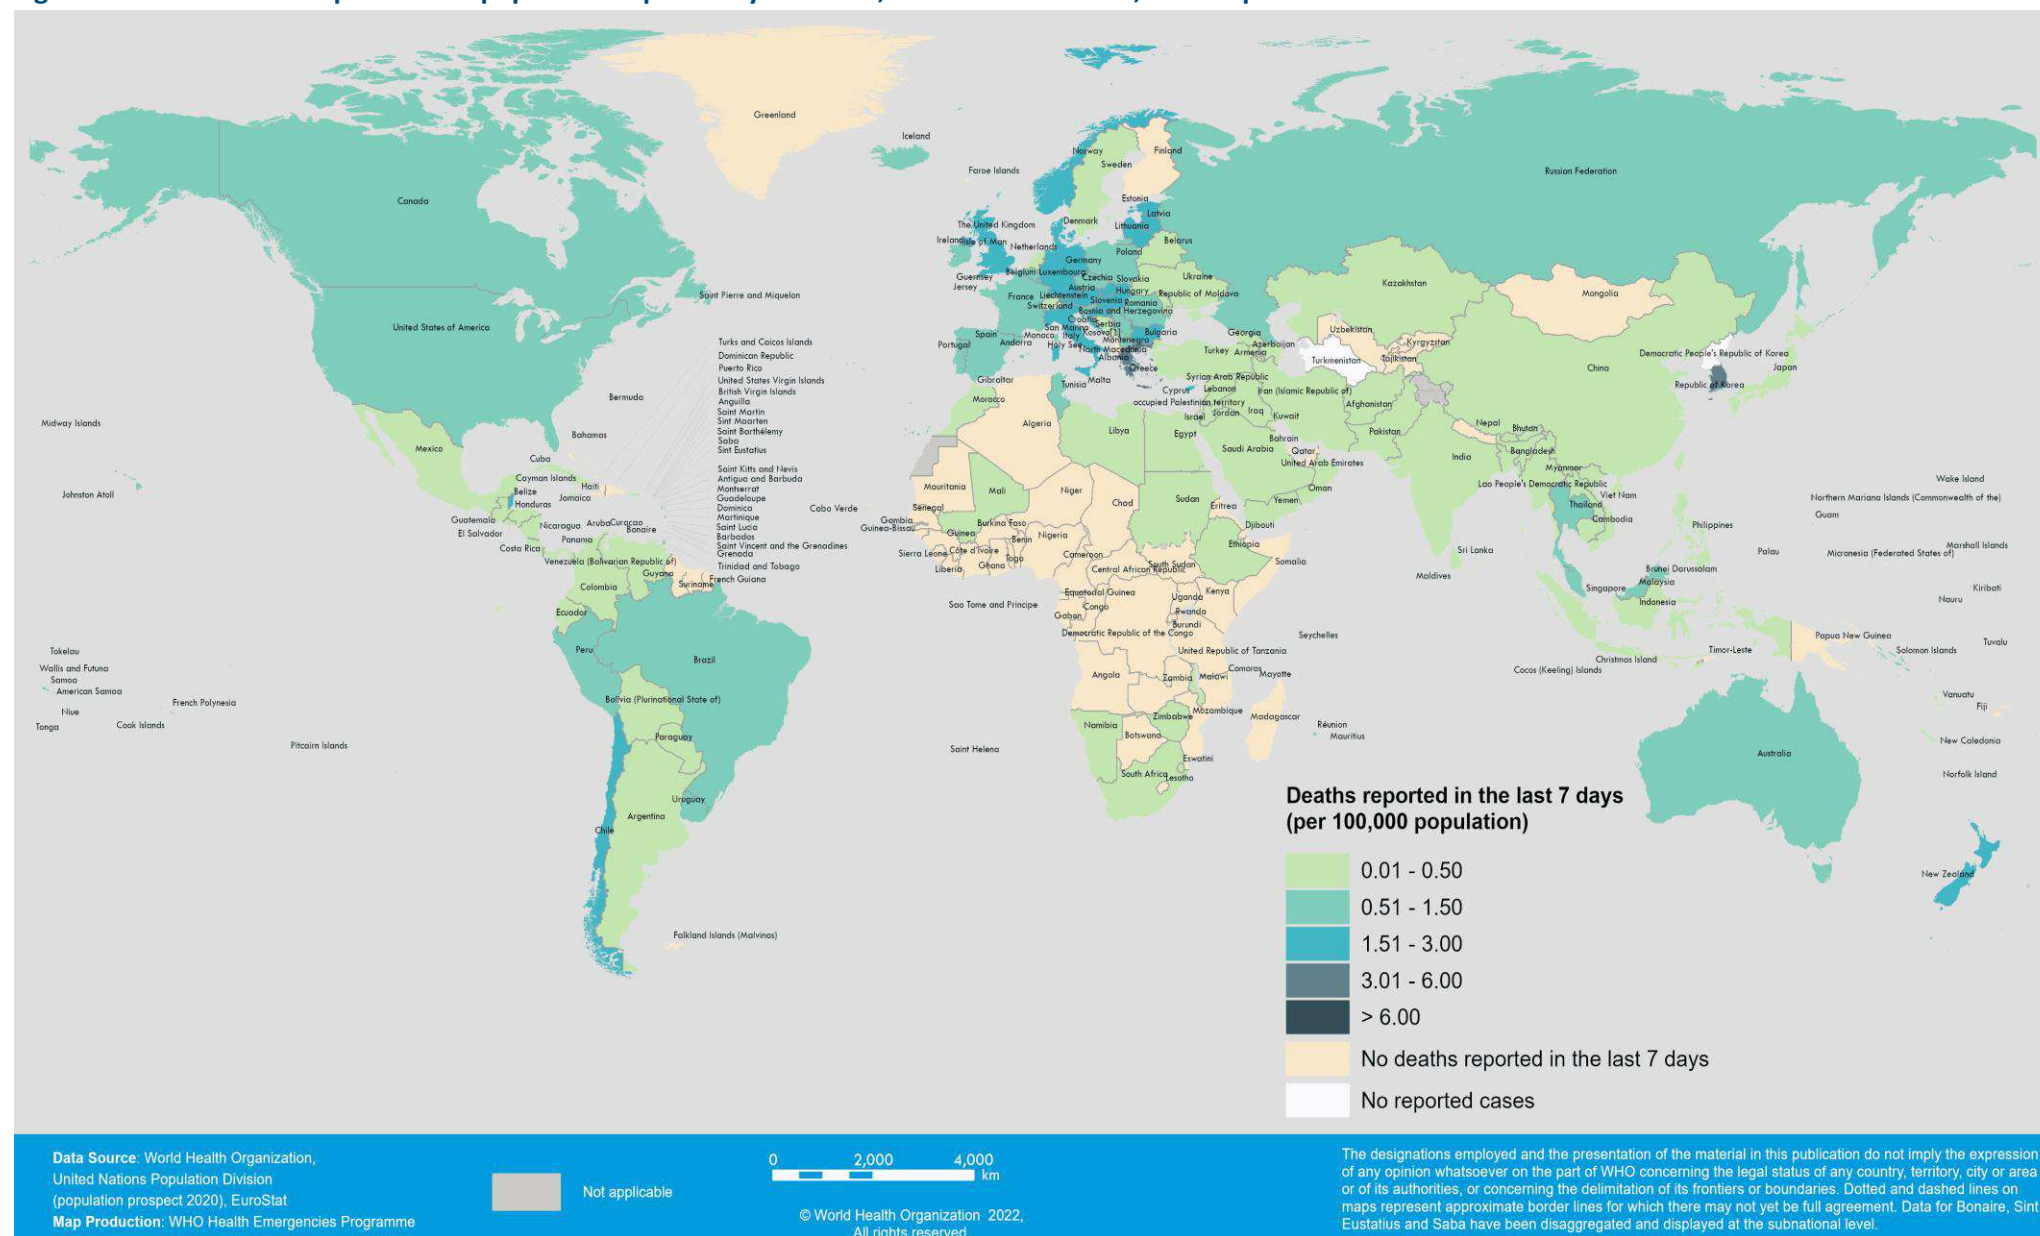 Greenland
Iceland
Faroe Islands
Norway
Sweden
Finland
Russian Federation
Canada
Estonia
Latvia
Lithuania
Denmark
The United Kingdom
Isle of Man
Netherlands
Belarus
Poland
Germany
Guernsey
Jersey
Belgium
Luxembourg
Czechia
Slovakia
Ukraine
Austria
Hungary
Republic of Moldova
France
Liechtenstein
Switzerland
Slovenia
Romania
Bosnia and Herzegovina
Croatia
Serbia
San Marino
Monaco
Italy
Kosovo
Montenegro
Bulgaria
Spain
Andorra
Portugal
Holy See
North Macedonia
Albania
Greece
Kazakhstan
Mongolia
Saint Pierre and Miquelon
United States of America
Georgia
Azerbaijan
Turkey
Armenia
Uzbekistan
Kyrgyzstan
Turkmenistan
Tajikistan
Democratic People's Republic of Korea
China
Japan
Republic of Korea
Turks and Caicos Islands
Dominican Republic
Puerto Rico
United States Virgin Islands
British Virgin Islands
Anguilla
Saint Martin
Sint Maarten
Saint Barthélemy
Saba
Sint Eustatius
Saint Kitts and Nevis
Antigua and Barbuda
Montserrat
Guadeloupe
Dominica
Martinique
Saint Lucia
Barbados
Saint Vincent and the Grenadines
Grenada
Trinidad and Tobago
French Guiana
Bermuda
Bahamas
Midway Islands
Johnston Atoll
Mexico
Cuba
Cayman Islands
Haiti
Belize
Jamaica
Honduras
Guatemala
El Salvador
Nicaragua
Aruba
Curaçao
Bonaire
Costa Rica
Panama
Venezuela (Bolivarian Republic of)
Guyana
Suriname
Colombia
Ecuador
Peru
Brazil
Bolivia (Plurinational State of)
Paraguay
Uruguay
Argentina
Chile
Falkland Islands (Malvinas)
Gibraltar
Tunisia
Malta
Cyprus
Syrian Arab Republic
Lebanon
occupied Palestinian territory
Israel
Jordan
Iraq
Kuwait
Iran (Islamic Republic of)
Afghanistan
Pakistan
Morocco
Algeria
Libya
Egypt
Saudi Arabia
Bahrain
Qatar
United Arab Emirates
Oman
Yemen
Nepal
Bhutan
Bangladesh
India
Myanmar
Lao People's Democratic Republic
Viet Nam
Thailand
Cambodia
Philippines
Sri Lanka
Maldives
Brunei Darussalam
Malaysia
Singapore
Indonesia
Palau
Wake Island
Northern Mariana Islands (Commonwealth of the)
Guam
Marshall Islands
Micronesia (Federated States of)
Kiribati
Nauru
Papua New Guinea
Solomon Islands
Tuvalu
Timor-Leste
Christmas Island
Cocos (Keeling) Islands
Vanuatu
Fiji
New Caledonia
Norfolk Island
Australia
New Zealand
Mauritania
Mali
Niger
Chad
Sudan
Eritrea
Cabo Verde
Senegal
Gambia
Guinea-Bissau
Guinea
Burkina Faso
Benin
Nigeria
Djibouti
Ethiopia
Sierra Leone
Côte d'Ivoire
Togo
Ghana
Liberia
Cameroon
Central African Republic
South Sudan
Somalia
Sao Tome and Principe
Equatorial Guinea
Congo
Gabon
Uganda
Kenya
Rwanda
Burundi
Democratic Republic of the Congo
Seychelles
United Republic of Tanzania
Angola
Zambia
Malawi
Comoros
Mayotte
Mozambique
Madagascar
Zimbabwe
Namibia
Botswana
Réunion
Mauritius
Eswatini
South Africa
Lesotho
Saint Helena
Tokelau
Wallis and Futuna
Samoa
American Samoa
Niue
Tonga
Cook Islands
French Polynesia
Pitcairn Islands
Deaths reported in the last 7 days
(per 100,000 population)
0.01 - 0.50
0.51 - 1.50
1.51 - 3.00
3.01 - 6.00
> 6.00
No deaths reported in the last 7 days
No reported cases
Data Source: World Health Organization,
United Nations Population Division
(population prospect 2020), EuroStat
Map Production: WHO Health Emergencies Programme
Not applicable
0 2,000 4,000
km
© World Health Organization 2022,
All rights reserved
The designations employed and the presentation of the material in this publication do not imply the expression
of any opinion whatsoever on the part of WHO concerning the legal status of any country, territory, city or area
or of its authorities, or concerning the delimitation of its frontiers or boundaries. Dotted and dashed lines on
maps represent approximate border lines for which there may not yet be full agreement. Data for Bonaire, Sint
Eustatius and Saba have been disaggregated and displayed at the subnational level.